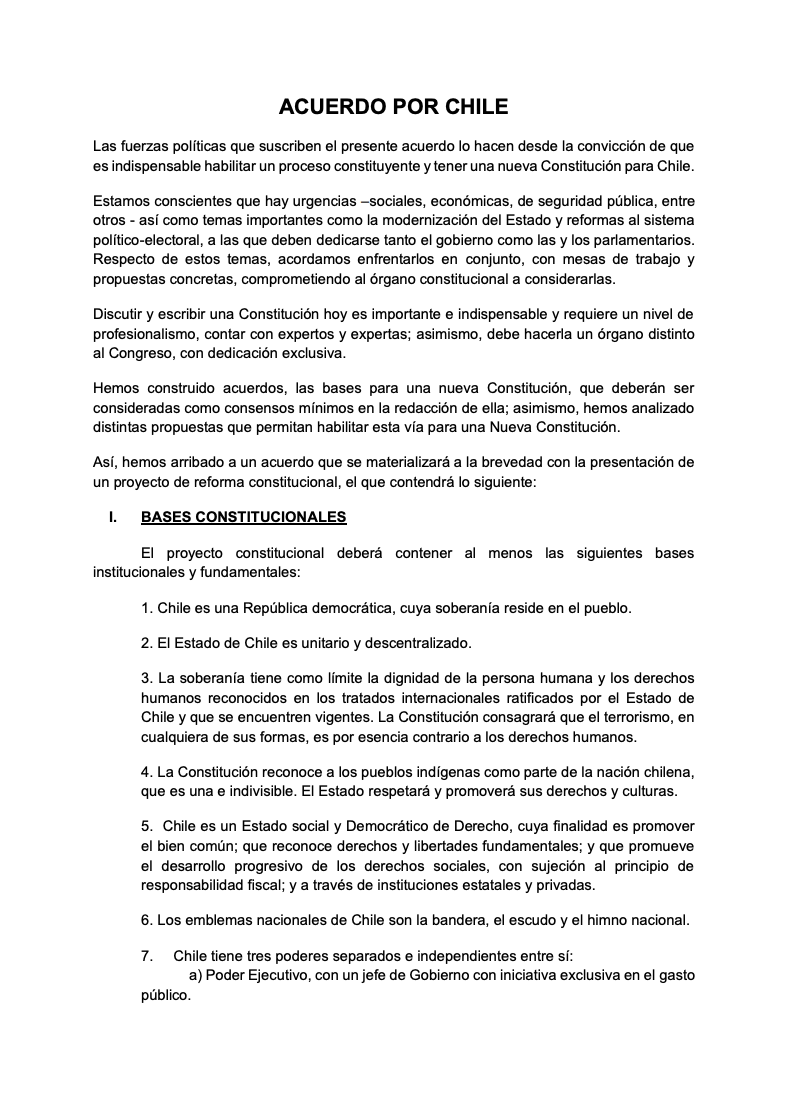 ACUERDO POR CHILE
Las fuerzas políticas que suscriben el presente acuerdo lo hacen desde la convicción de que
es indispensable habilitar un proceso constituyente y tener una nueva Constitución para Chile.
Estamos conscientes que hay urgencias –sociales, económicas, de seguridad pública, entre
otros - así como temas importantes como la modernización del Estado y reformas al sistema
político-electoral, a las que deben dedicarse tanto el gobierno como las y los parlamentarios.
Respecto de estos temas, acordamos enfrentarlos en conjunto, con mesas de trabajo y
propuestas concretas, comprometiendo al órgano constitucional a considerarlas.
Discutir y escribir una Constitución hoy es importante e indispensable y requiere un nivel de
profesionalismo, contar con expertos y expertas; asimismo, debe hacerla un órgano distinto
al Congreso, con dedicación exclusiva.
Hemos construido acuerdos, las bases para una nueva Constitución, que deberán ser
consideradas como consensos mínimos en la redacción de ella; asimismo, hemos analizado
distintas propuestas que permitan habilitar esta vía para una Nueva Constitución.
Así, hemos arribado a un acuerdo que se materializará a la brevedad con la presentación de
un proyecto de reforma constitucional, el que contendrá lo siguiente:
I. BASES CONSTITUCIONALES
El proyecto constitucional deberá contener al menos las siguientes bases
institucionales y fundamentales:
1. Chile es una República democrática, cuya soberanía reside en el pueblo.
2. El Estado de Chile es unitario y descentralizado.
3. La soberanía tiene como límite la dignidad de la persona humana y los derechos
humanos reconocidos en los tratados internacionales ratificados por el Estado de
Chile y que se encuentren vigentes. La Constitución consagrará que el terrorismo, en
cualquiera de sus formas, es por esencia contrario a los derechos humanos.
4. La Constitución reconoce a los pueblos indígenas como parte de la nación chilena,
que es una e indivisible. El Estado respetará y promoverá sus derechos y culturas.
5. Chile es un Estado social y Democrático de Derecho, cuya finalidad es promover
el bien común; que reconoce derechos y libertades fundamentales; y que promueve
el desarrollo progresivo de los derechos sociales, con sujeción al principio de
responsabilidad fiscal; y a través de instituciones estatales y privadas.
6. Los emblemas nacionales de Chile son la bandera, el escudo y el himno nacional.
7. Chile tiene tres poderes separados e independientes entre sí:
a) Poder Ejecutivo, con un jefe de Gobierno con iniciativa exclusiva en el gasto
público.